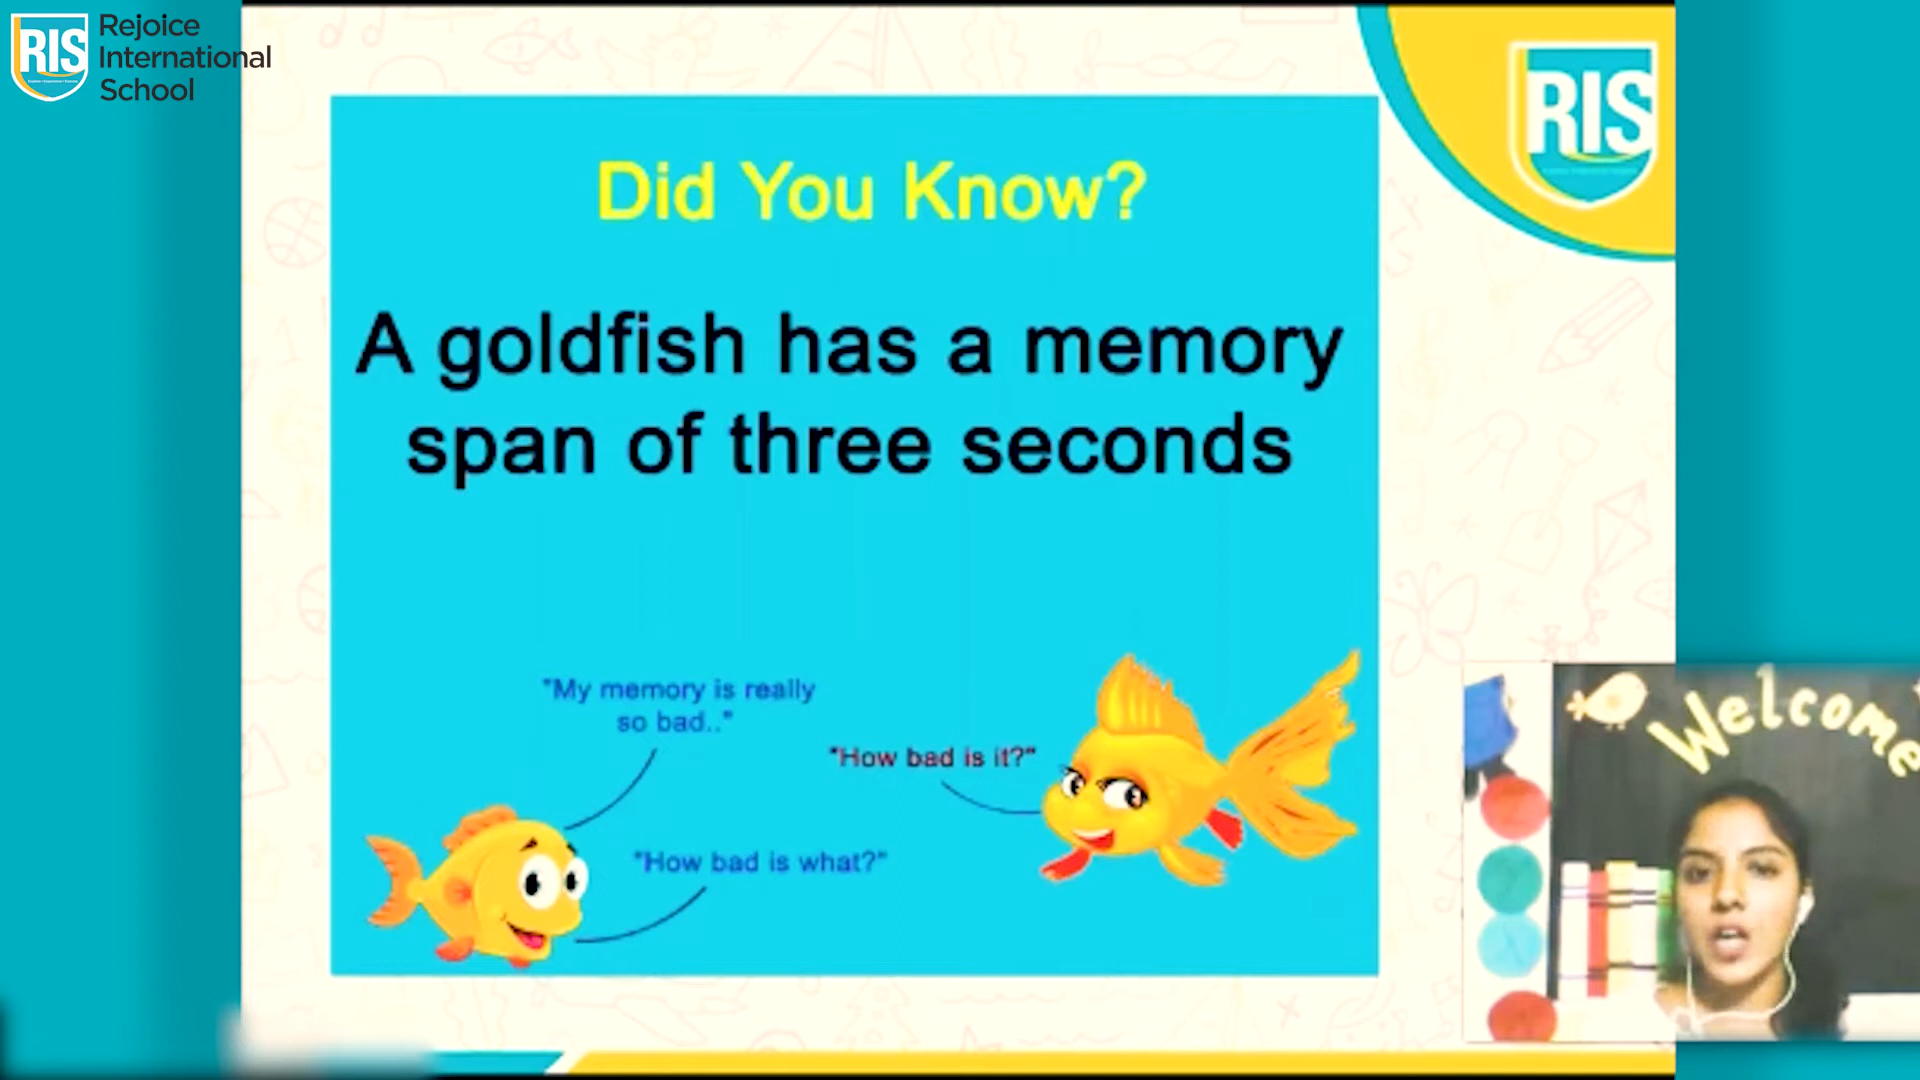 RIS
Rejoice
International
School
RIS
Did You Know?
A goldfish has a memory
span of three seconds
"My memory is really
so bad.."
"How bad is it?"
"How bad is what?"
Welcome